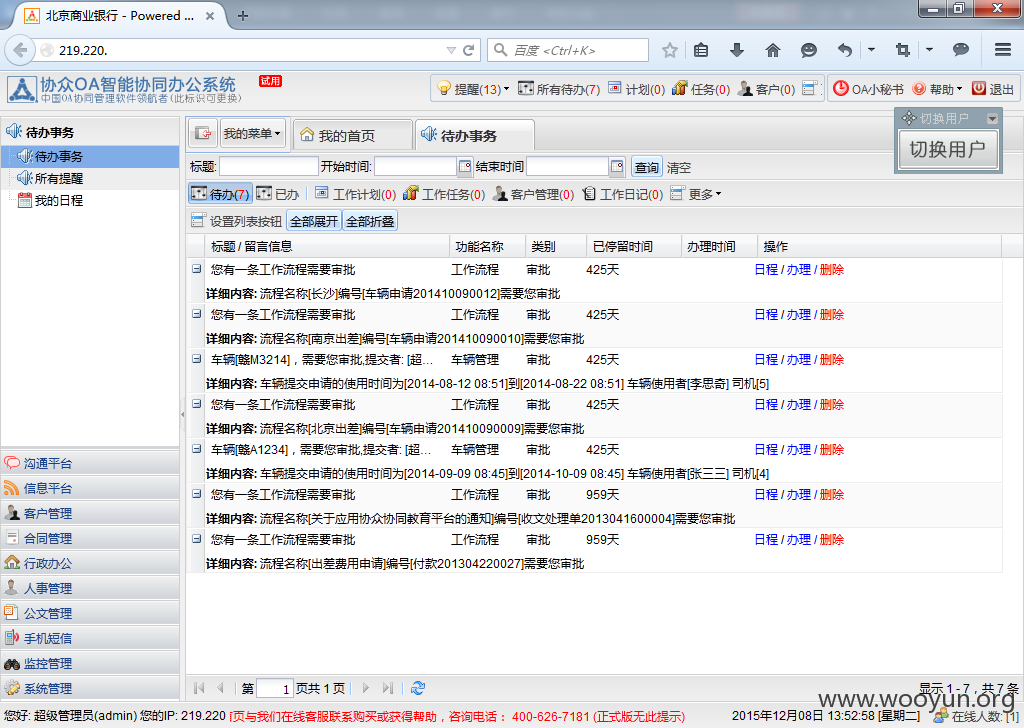 北京商业银行 - Powered ...
219.220.
百度 <Ctrl+K>
协众OA智能协同办公系统 试用
中国OA协同管理软件领航者(此标识可更换)
提醒(13) 所有待办(7) 计划(0) 任务(0) 客户(0) OA小秘书 帮助 退出
切换用户
切换用户
待办事务
待办事务
所有提醒
我的日程
我的菜单 我的首页 待办事务
标题: 开始时间: 结束时间 查询 清空
待办(7) 已办 工作计划(0) 工作任务(0) 客户管理(0) 工作日记(0) 更多
设置列表按钮 全部展开 全部折叠
标题 / 留言信息 功能名称 类别 已停留时间 办理时间 操作
您有一条工作流程需要审批 工作流程 审批 425天 日程 / 办理 / 删除
详细内容: 流程名称[长沙]编号[车辆申请201410090012]需要您审批
您有一条工作流程需要审批 工作流程 审批 425天 日程 / 办理 / 删除
详细内容: 流程名称[南京出差]编号[车辆申请201410090010]需要您审批
车辆[赣M3214]，需要您审批,提交者: [超... 车辆管理 审批 425天 日程 / 办理 / 删除
详细内容: 车辆提交申请的使用时间为[2014-08-12 08:51]到[2014-08-22 08:51] 车辆使用者[李思奇] 司机[5]
您有一条工作流程需要审批 工作流程 审批 425天 日程 / 办理 / 删除
详细内容: 流程名称[北京出差]编号[车辆申请201410090009]需要您审批
车辆[赣A1234]，需要您审批,提交者: [超... 车辆管理 审批 425天 日程 / 办理 / 删除
详细内容: 车辆提交申请的使用时间为[2014-09-09 08:45]到[2014-10-09 08:45] 车辆使用者[张三三] 司机[4]
您有一条工作流程需要审批 工作流程 审批 959天 日程 / 办理 / 删除
详细内容: 流程名称[关于应用协众协同教育平台的通知]编号[收文处理单2013041600004]需要您审批
您有一条工作流程需要审批 工作流程 审批 959天 日程 / 办理 / 删除
详细内容: 流程名称[出差费用申请]编号[付款201304220027]需要您审批
沟通平台
信息平台
客户管理
合同管理
行政办公
人事管理
公文管理
手机短信
监控管理
系统管理
第 1 页共 1 页 显示 1 - 7，共 7 条
www.wooyun.org
您好: 超级管理员(admin) 您的IP: 219.220 [页与我们在线客服联系购买或获得帮助，咨询电话： 400-626-7181 (正式版无此提示) 2015年12月08日 13:52:58 [星期二] 在线人数:[1]